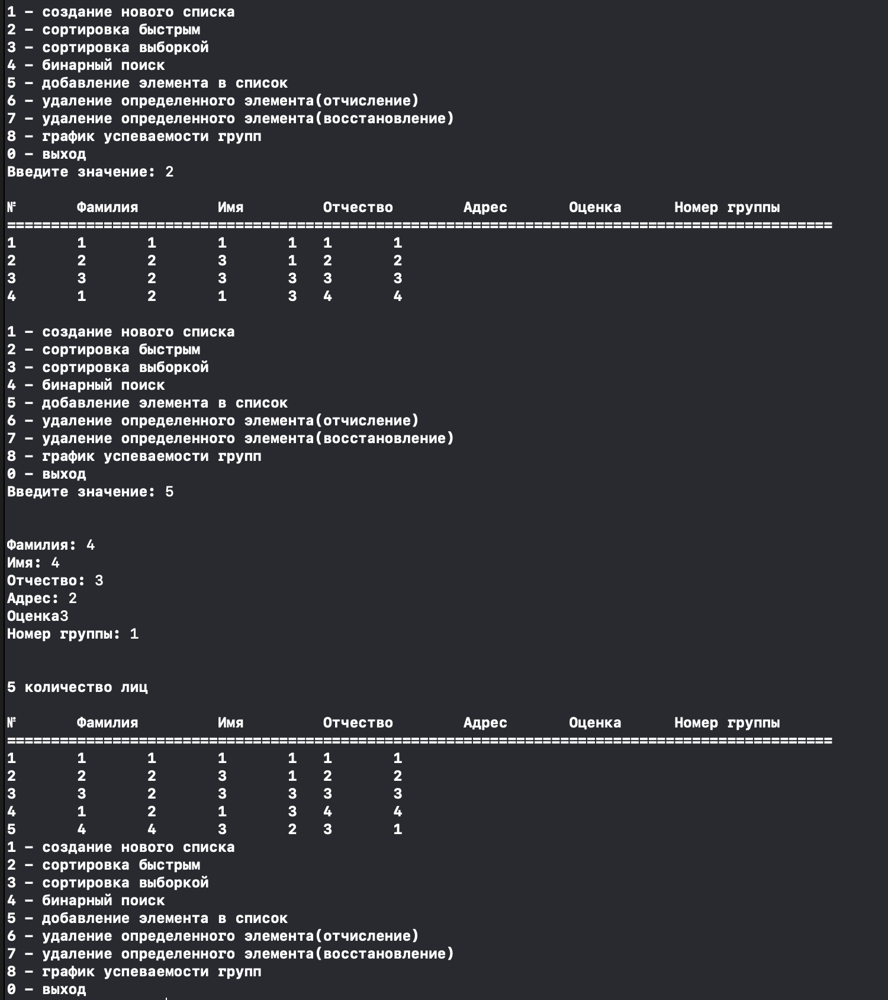 1 – создание нового списка
2 – сортировка быстрым
3 – сортировка выборкой
4 – бинарный поиск
5 – добавление элемента в список
6 – удаление определенного элемента(отчисление)
7 – удаление определенного элемента(восстановление)
8 – график успеваемости групп
0 – выход
Введите значение: 2
№ Фамилия Имя Отчество Адрес Оценка Номер группы
==============================================================================================
1 1 1 1 1 1 1
2 2 2 3 1 2 2
3 3 2 3 3 3 3
4 1 2 1 3 4 4
1 – создание нового списка
2 – сортировка быстрым
3 – сортировка выборкой
4 – бинарный поиск
5 – добавление элемента в список
6 – удаление определенного элемента(отчисление)
7 – удаление определенного элемента(восстановление)
8 – график успеваемости групп
0 – выход
Введите значение: 5
Фамилия: 4
Имя: 4
Отчество: 3
Адрес: 2
Оценка3
Номер группы: 1
5 количество лиц
№ Фамилия Имя Отчество Адрес Оценка Номер группы
==============================================================================================
1 1 1 1 1 1 1
2 2 2 3 1 2 2
3 3 2 3 3 3 3
4 1 2 1 3 4 4
5 4 4 3 2 3 1
1 – создание нового списка
2 – сортировка быстрым
3 – сортировка выборкой
4 – бинарный поиск
5 – добавление элемента в список
6 – удаление определенного элемента(отчисление)
7 – удаление определенного элемента(восстановление)
8 – график успеваемости групп
0 – выход